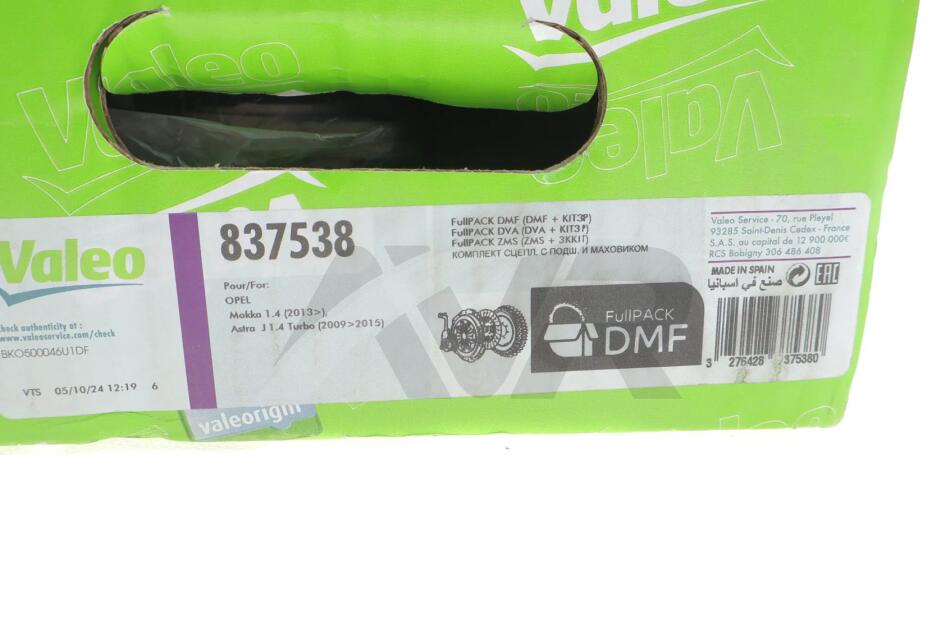 Valeo
Valeo
Valeo
Valeo
837538
Pour/For:
OPEL
Mokka 1.4 (2013>),
Astra J 1.4 Turbo (2009>2015)
check authenticity at :
www.valeoservice.com/check
BKO500046U1DF
VTS 05/10/24 12:19 6
FullPACK DMF (DMF + KIT3P)
FullPACK DVA (DVA + KIT3P)
FullPACK ZMS (ZMS + 3KKIT)
КОМПЛЕКТ СЦЕПЛ. С ПОДШ. И МАХОВИКОМ
FullPACK
DMF
Valeo Service - 70, rue Pleyel
93285 Saint-Denis Cedex - France
S.A.S. au capital de 12 900 000€
RCS Bobigny 306 486 408
MADE IN SPAIN
صنع في اسبانيا
EAC
3 276428 375380
valeorigin
Valeo